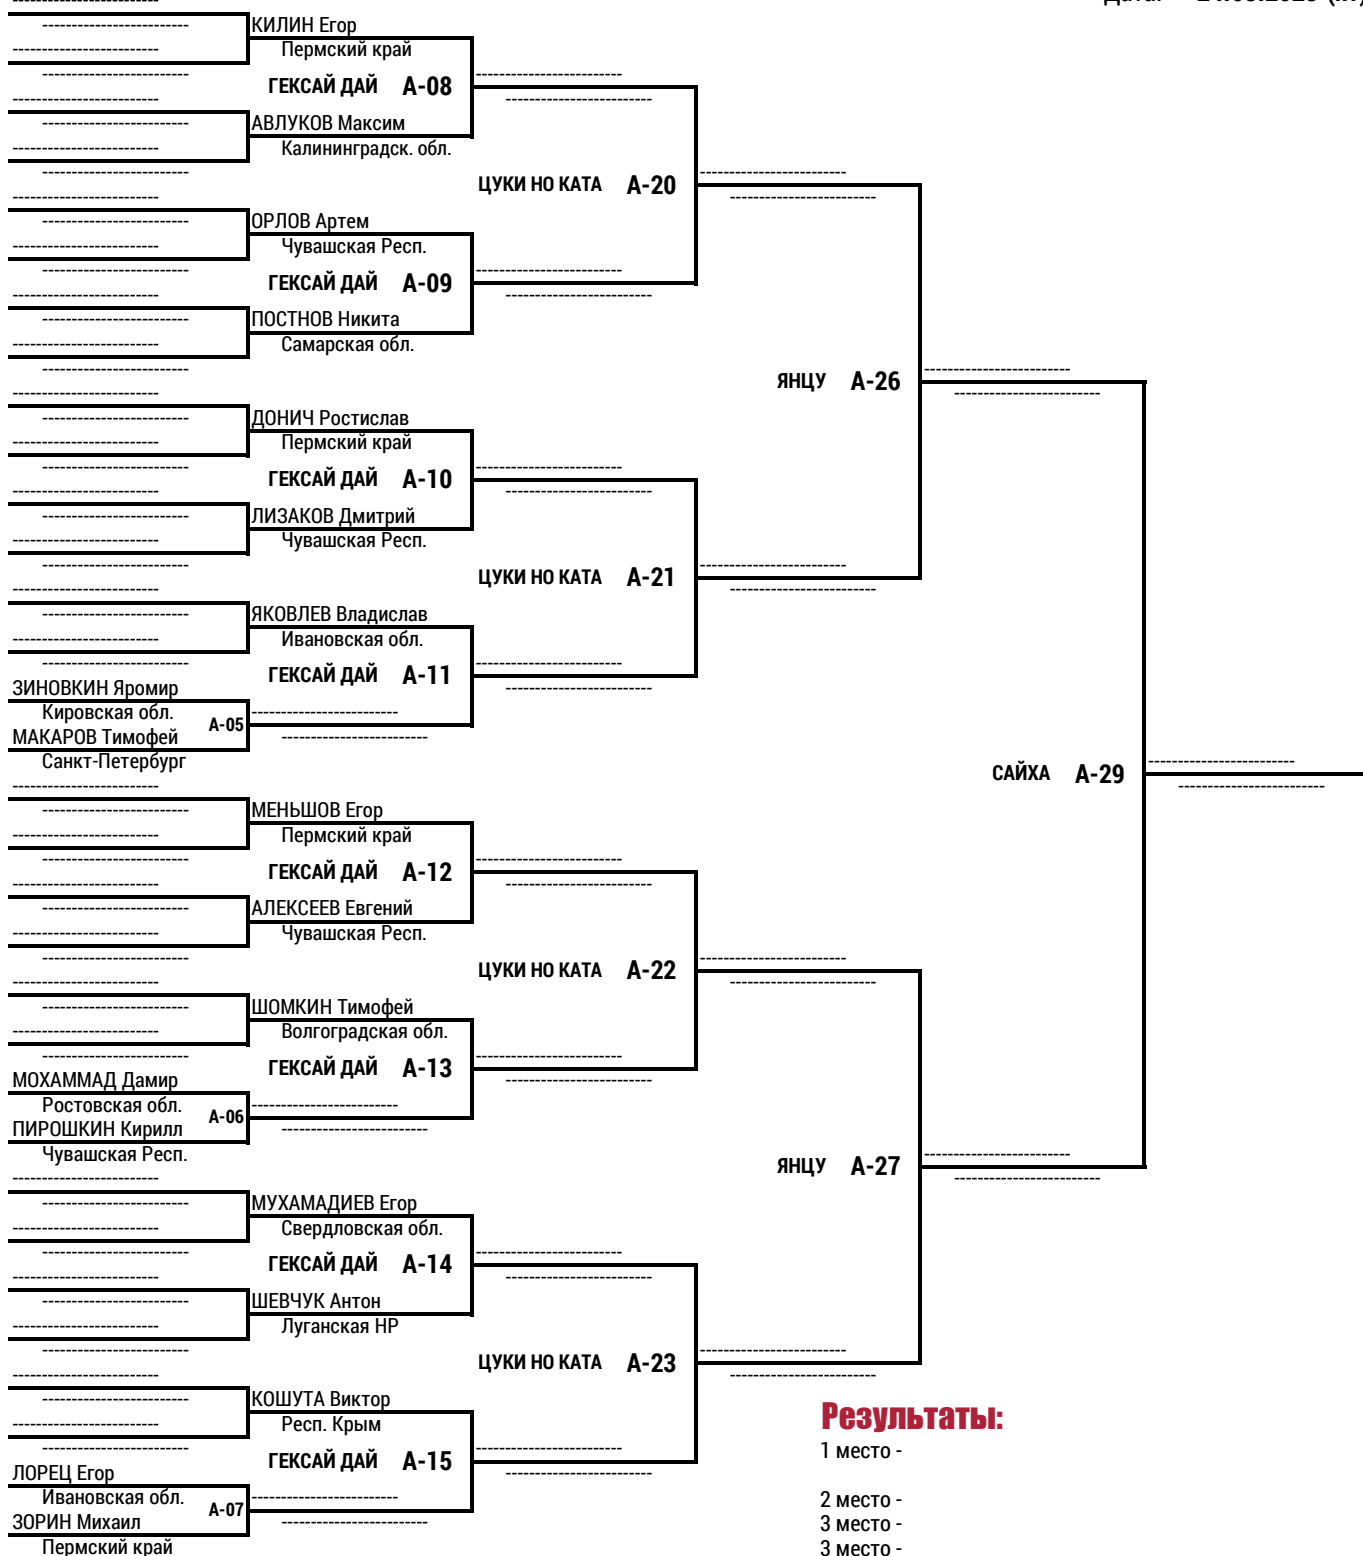 КИЛИН Егор
Пермский край
ГЕКСАЙ ДАЙ A-08
АВЛУКОВ Максим
Калининградск. обл.
ЦУКИ НО КАТА A-20
ОРЛОВ Артем
Чувашская Респ.
ГЕКСАЙ ДАЙ A-09
ПОСТНОВ Никита
Самарская обл.
ЯНЦУ A-26
ДОНИЧ Ростислав
Пермский край
ГЕКСАЙ ДАЙ A-10
ЛИЗАКОВ Дмитрий
Чувашская Респ.
ЦУКИ НО КАТА A-21
ЯКОВЛЕВ Владислав
Ивановская обл.
ГЕКСАЙ ДАЙ A-11
ЗИНОВКИН Яромир
Кировская обл.
A-05
МАКАРОВ Тимофей
Санкт-Петербург
САЙХА A-29
МЕНЬШОВ Егор
Пермский край
ГЕКСАЙ ДАЙ A-12
АЛЕКСЕЕВ Евгений
Чувашская Респ.
ЦУКИ НО КАТА A-22
ШОМКИН Тимофей
Волгоградская обл.
ГЕКСАЙ ДАЙ A-13
МОХАММАД Дамир
Ростовская обл.
A-06
ПИРОШКИН Кирилл
Чувашская Респ.
ЯНЦУ A-27
МУХАМАДИЕВ Егор
Свердловская обл.
ГЕКСАЙ ДАЙ A-14
ШЕВЧУК Антон
Луганская НР
ЦУКИ НО КАТА A-23
КОШУТА Виктор
Респ. Крым
ГЕКСАЙ ДАЙ A-15
ЛОРЕЦ Егор
Ивановская обл.
A-07
ЗОРИН Михаил
Пермский край
Результаты:
1 место -
2 место -
3 место -
3 место -